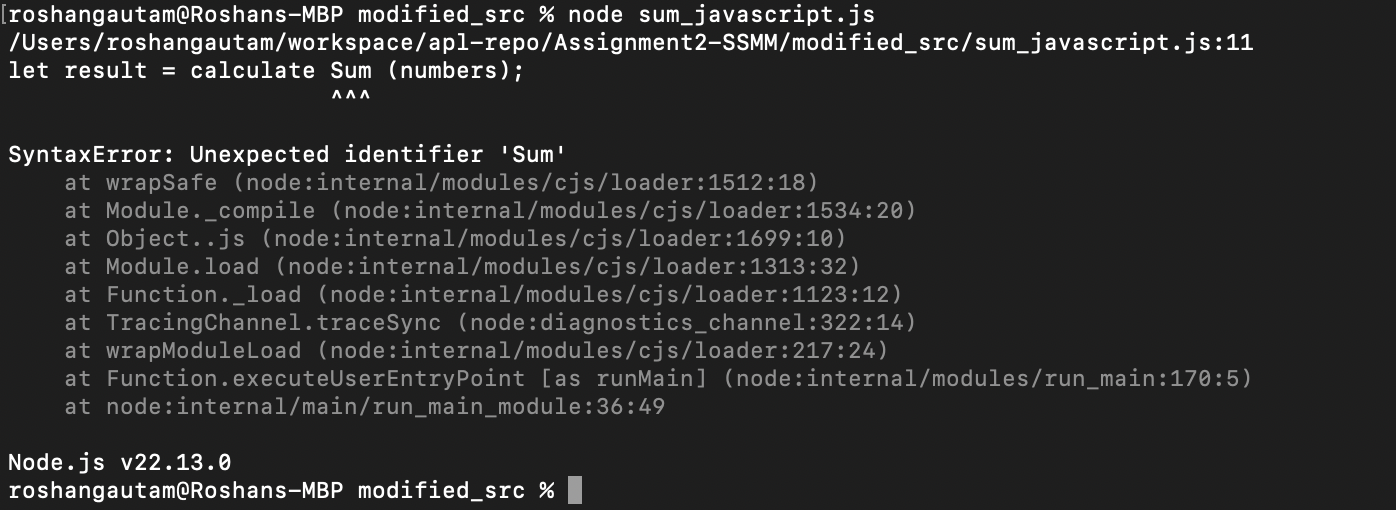 [roshangautam@Roshans-MBP modified_src % node sum_javascript.js
/Users/roshangautam/workspace/apl-repo/Assignment2-SSMM/modified_src/sum_javascript.js:11
let result = calculate Sum (numbers);
                       ^^^

SyntaxError: Unexpected identifier 'Sum'
    at wrapSafe (node:internal/modules/cjs/loader:1512:18)
    at Module._compile (node:internal/modules/cjs/loader:1534:20)
    at Object..js (node:internal/modules/cjs/loader:1699:10)
    at Module.load (node:internal/modules/cjs/loader:1313:32)
    at Function._load (node:internal/modules/cjs/loader:1123:12)
    at TracingChannel.traceSync (node:diagnostics_channel:322:14)
    at wrapModuleLoad (node:internal/modules/cjs/loader:217:24)
    at Function.executeUserEntryPoint [as runMain] (node:internal/modules/run_main:170:5)
    at node:internal/main/run_main_module:36:49

Node.js v22.13.0
roshangautam@Roshans-MBP modified_src %